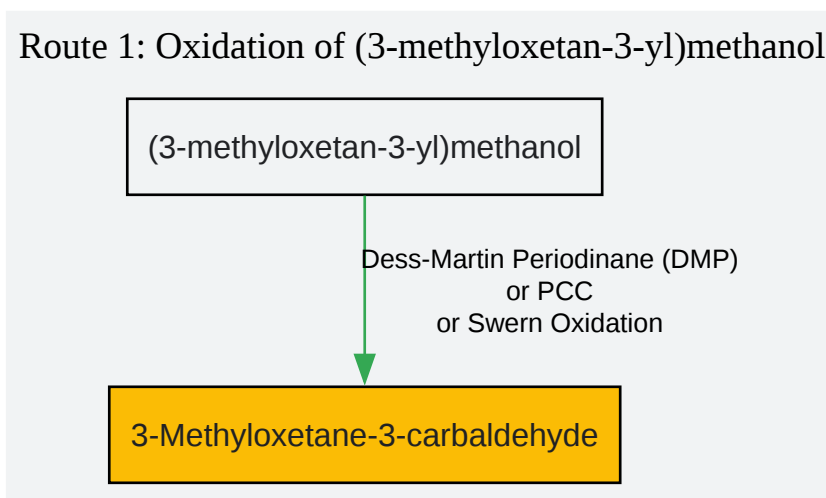 Route 1: Oxidation of (3-methyloxetan-3-yl)methanol
(3-methyloxetan-3-yl)methanol
Dess-Martin Periodinane (DMP)
or PCC
or Swern Oxidation
3-Methyloxetane-3-carbaldehyde